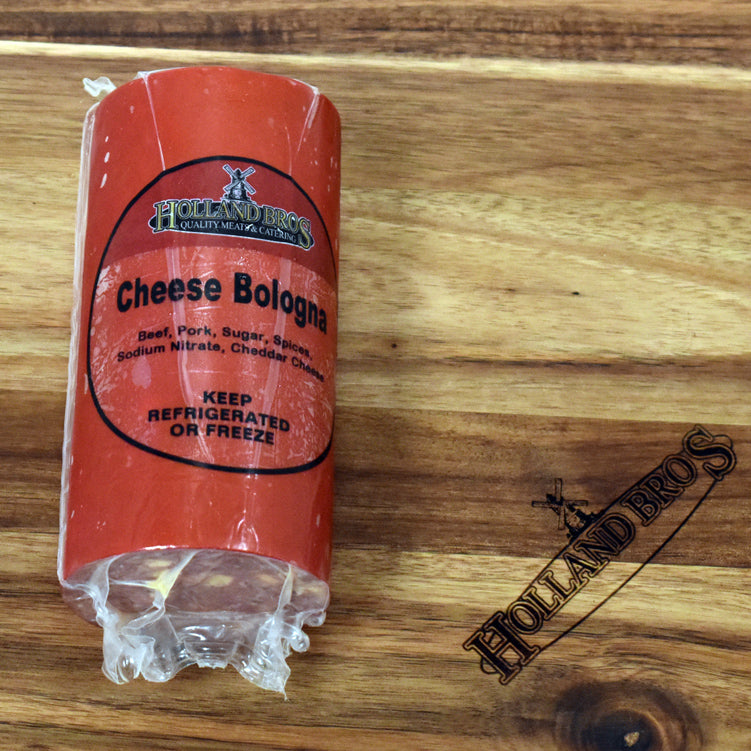 HOLLAND BROS
QUALITY MEATS & CATERING
Cheese Bologna
Beef, Pork, Sugar, Spices,
Sodium Nitrate, Cheddar Cheese
KEEP
REFRIGERATED
OR FREEZE
HOLLAND BROS